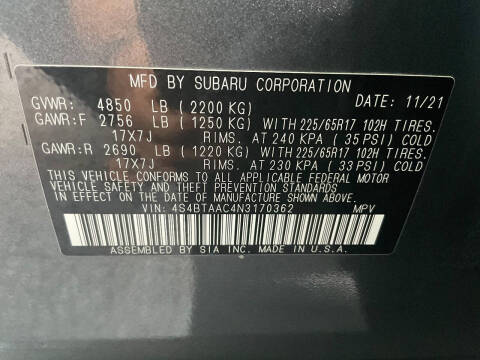 MFD BY SUBARU CORPORATION
GVWR: 4850 LB (2200 KG) DATE: 11/21
GAWR:F 2756 LB (1250 KG) WITH 225/65R17 102H TIRES.
17X7J RIMS. AT 240 KPA (35 PSI) COLD
GAWR:R 2690 LB (1220 KG) WITH 225/65R17 102H TIRES.
17X7J RIMS. AT 230 KPA (33 PSI) COLD
THIS VEHICLE CONFORMS TO ALL APPLICABLE FEDERAL MOTOR
VEHICLE SAFETY AND THEFT PREVENTION STANDARDS
IN EFFECT ON THE DATE OF MANUFACTURE SHOWN ABOVE.
VIN: 4S4BTAAC4N3170362 MPV
ASSEMBLED BY SIA INC. MADE IN U.S.A.